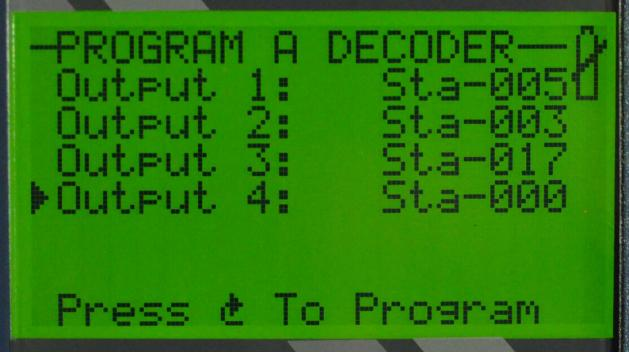 PROGRAM A DECODER
Output 1: Sta-005
Output 2: Sta-003
Output 3: Sta-017
Output 4: Sta-000
Press To Program